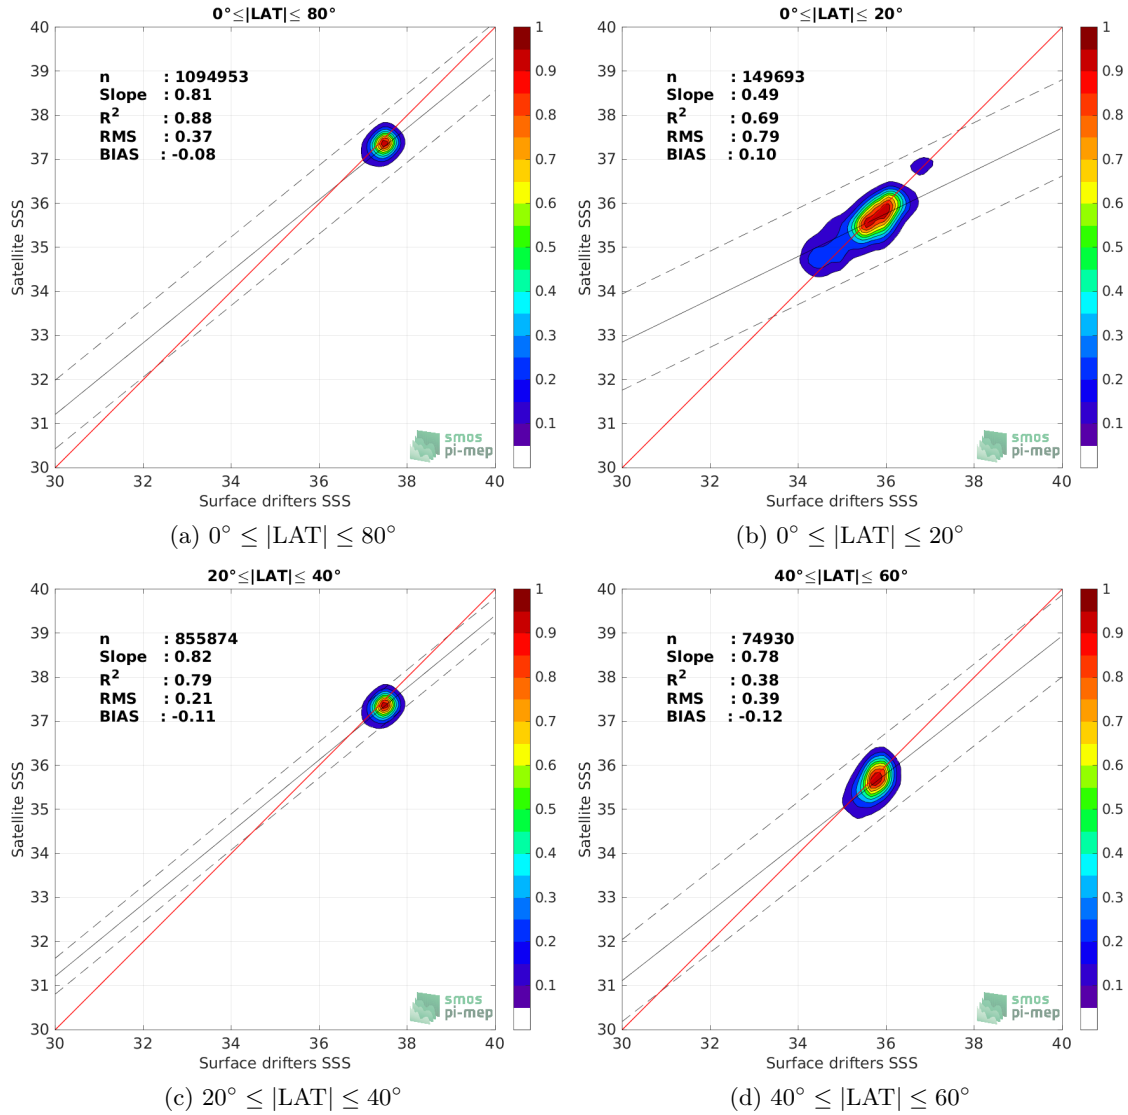 0°≤|LAT|≤ 80°
n : 1094953
Slope : 0.81
R² : 0.88
RMS : 0.37
BIAS : -0.08
Satellite SSS
40
39
38
37
36
35
34
33
32
31
30
30 32 34 36 38 40
Surface drifters SSS
1
0.9
0.8
0.7
0.6
0.5
0.4
0.3
0.2
0.1
smos
pi-mep
(a) 0° ≤ |LAT| ≤ 80°
0°≤|LAT|≤ 20°
n : 149693
Slope : 0.49
R² : 0.69
RMS : 0.79
BIAS : 0.10
Satellite SSS
40
39
38
37
36
35
34
33
32
31
30
30 32 34 36 38 40
Surface drifters SSS
1
0.9
0.8
0.7
0.6
0.5
0.4
0.3
0.2
0.1
smos
pi-mep
(b) 0° ≤ |LAT| ≤ 20°
20°≤|LAT|≤ 40°
n : 855874
Slope : 0.82
R² : 0.79
RMS : 0.21
BIAS : -0.11
Satellite SSS
40
39
38
37
36
35
34
33
32
31
30
30 32 34 36 38 40
Surface drifters SSS
1
0.9
0.8
0.7
0.6
0.5
0.4
0.3
0.2
0.1
smos
pi-mep
(c) 20° ≤ |LAT| ≤ 40°
40°≤|LAT|≤ 60°
n : 74930
Slope : 0.78
R² : 0.38
RMS : 0.39
BIAS : -0.12
Satellite SSS
40
39
38
37
36
35
34
33
32
31
30
30 32 34 36 38 40
Surface drifters SSS
1
0.9
0.8
0.7
0.6
0.5
0.4
0.3
0.2
0.1
smos
pi-mep
(d) 40° ≤ |LAT| ≤ 60°